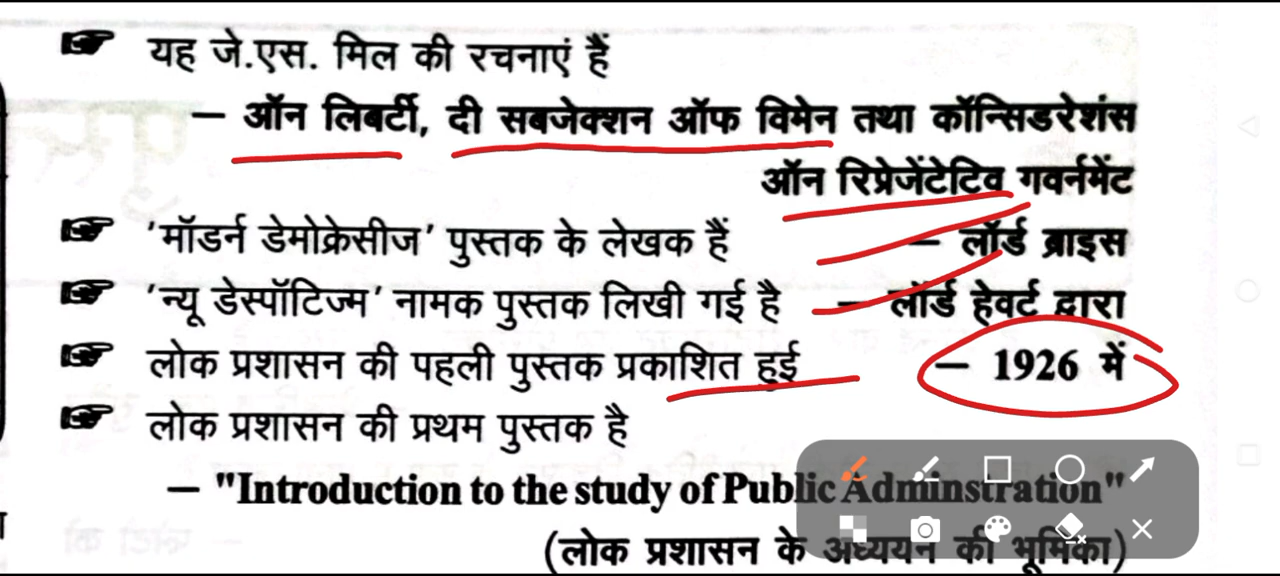 यह जे.एस. मिल की रचनाएं हैं
– ऑन लिबर्टी, दी सबजेक्शन ऑफ विमेन तथा कॉन्सिडरेशंस
ऑन रिप्रेजेंटेटिव गवर्नमेंट
'मॉडर्न डेमोक्रेसीज' पुस्तक के लेखक हैं – लॉर्ड ब्राइस
'न्यू डेस्पॉटिज्म' नामक पुस्तक लिखी गई है – लॉर्ड हेवर्ट द्वारा
लोक प्रशासन की पहली पुस्तक प्रकाशित हुई – 1926 में
लोक प्रशासन की प्रथम पुस्तक है
– "Introduction to the study of Public Adminstration"
(लोक प्रशासन के अध्ययन की भूमिका)